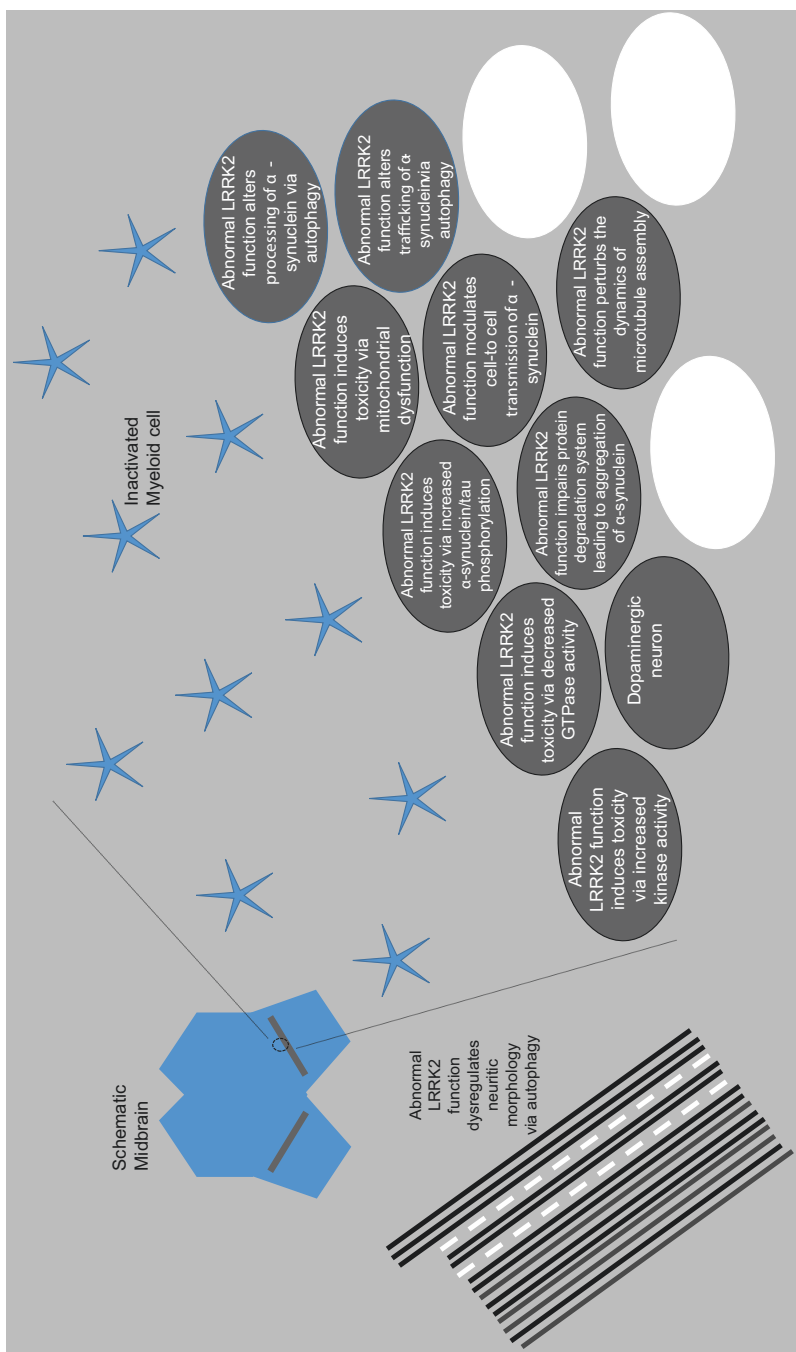 Schematic
Midbrain
Inactivated
Myeloid cell
Abnormal
LRRK2
function
dysregulates
neuritic
morphology
via autophagy
Abnormal
LRRK2 function
induces toxicity
via increased
kinase activity
Abnormal LRRK2
function induces
toxicity via decreased
GTPase activity
Dopaminergic
neuron
Abnormal LRRK2
function induces
toxicity via increased
α-synuclein/tau
phosphorylation
Abnormal LRRK2
function impairs protein
degradation system
leading to aggregation
of α-synuclein
Abnormal LRRK2
function induces
toxicity via
mitochondrial
dysfunction
Abnormal LRRK2
function modulates
cell-to cell
transmission of α -
synuclein
Abnormal LRRK2
function perturbs the
dynamics of
microtubule assembly
Abnormal LRRK2
function alters
processing of α -
synuclein via
autophagy
Abnormal LRRK2
function alters
trafficking of α-
synucleinvia
autophagy